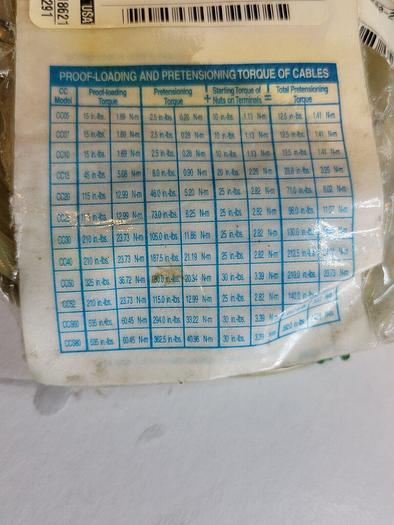 98621
291
USA
PROOF-LOADING AND PRETENSIONING TORQUE OF CABLES
CC Model Proof-loading Torque Pretensioning Torque + Starting Torque of Nuts on Terminals = Total Pretensioning Torque
CC05 15 in-lbs. 1.69 N-m 2.5 in-lbs. 0.28 N-m 10 in-lbs. 1.13 N-m 12.5 in-lbs. 1.41 N-m
CC07 15 in-lbs. 1.69 N-m 2.5 in-lbs. 0.28 N-m 10 in-lbs. 1.13 N-m 12.5 in-lbs. 1.41 N-m
CC10 15 in-lbs. 1.69 N-m 2.5 in-lbs. 0.28 N-m 10 in-lbs. 1.13 N-m 12.5 in-lbs. 1.41 N-m
45 in-lbs. 5.08 N-m 8.0 in-lbs. 0.90 N-m 20 in-lbs. N-m
CC20 115 in-lbs. 12.99 N-m 46.0 in-lbs. 5.20 N-m 25 in-lbs. 2.82 N-m 71.0 in-lbs. 8.02 N-m
in-lbs. 12.99 N-m 73.0 in-lbs. 8.25 N-m 25 in-lbs. 2.82 N-m 98.0 in-lbs. 11.07 N-m
CC30 210 in-lbs. 23.73 N-m 105.0 in-lbs. 11.86 N-m 25 in-lbs. 2.82 N-m 130.0 in-lbs. N-m
CC40 210 in-lbs. 23.73 N-m 187.5 in-lbs. 21.19 N-m 25 in-lbs. 2.82 N-m 212.5 in-lbs. N-m
CC50 325 in-lbs. 36.72 N-m 20.34 N-m 30 in-lbs. 3.39 N-m 210.0 in-lbs. 23.73 N-m
CC52 210 in-lbs. 23.73 N-m 115.0 in-lbs. 12.99 N-m 25 in-lbs. 2.82 N-m 140.0 in-lbs.
CC560 535 in-lbs. 60.45 N-m 294.0 in-lbs. 33.22 N-m 30 in-lbs. 3.39 N-m
535 in-lbs. 60.45 N-m 362.5 in-lbs. 40.96 N-m 30 in-lbs. 3.39 N-m